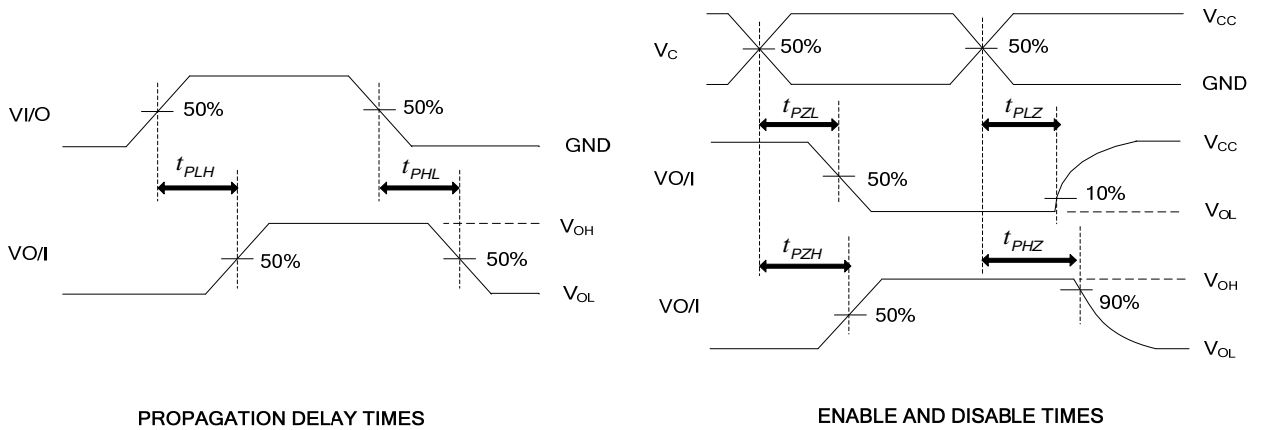 VI/O
50%
50%
GND
tPLH
tPHL
VO/I
50%
50%
VOH
VOL
PROPAGATION DELAY TIMES
VC
50%
50%
VCC
GND
tPZL
tPLZ
VO/I
50%
10%
VCC
VOL
tPZH
tPHZ
VO/I
50%
90%
VOH
VOL
ENABLE AND DISABLE TIMES